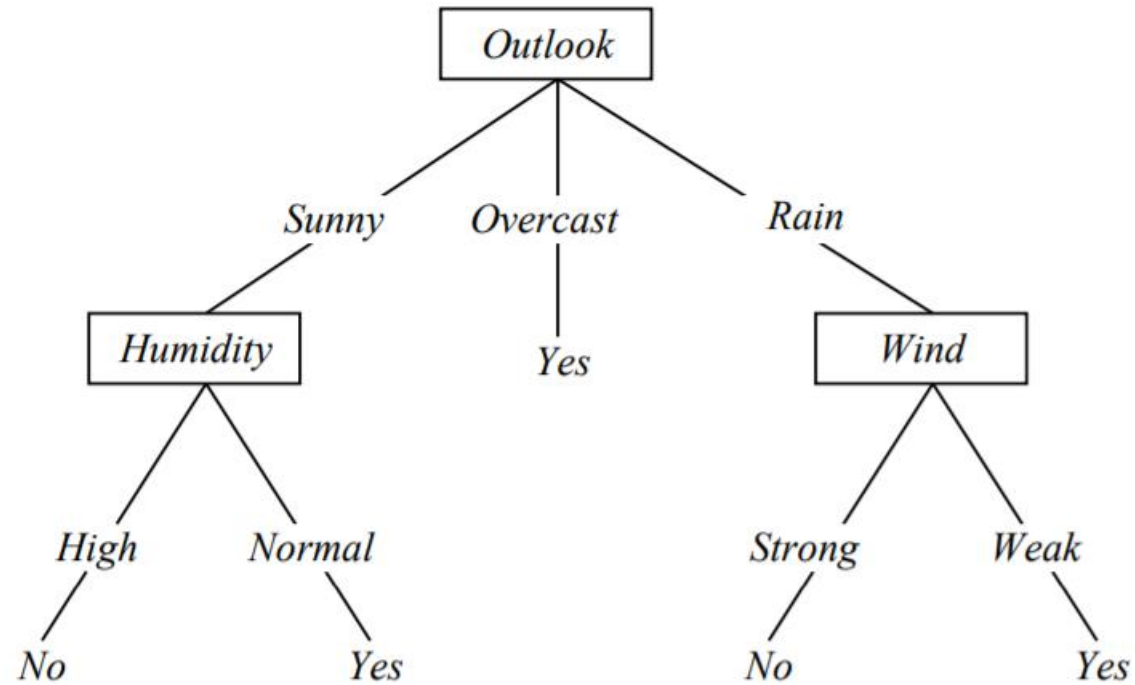 Outlook
Sunny Overcast Rain
Humidity Yes Wind
High Normal Strong Weak
No Yes No Yes